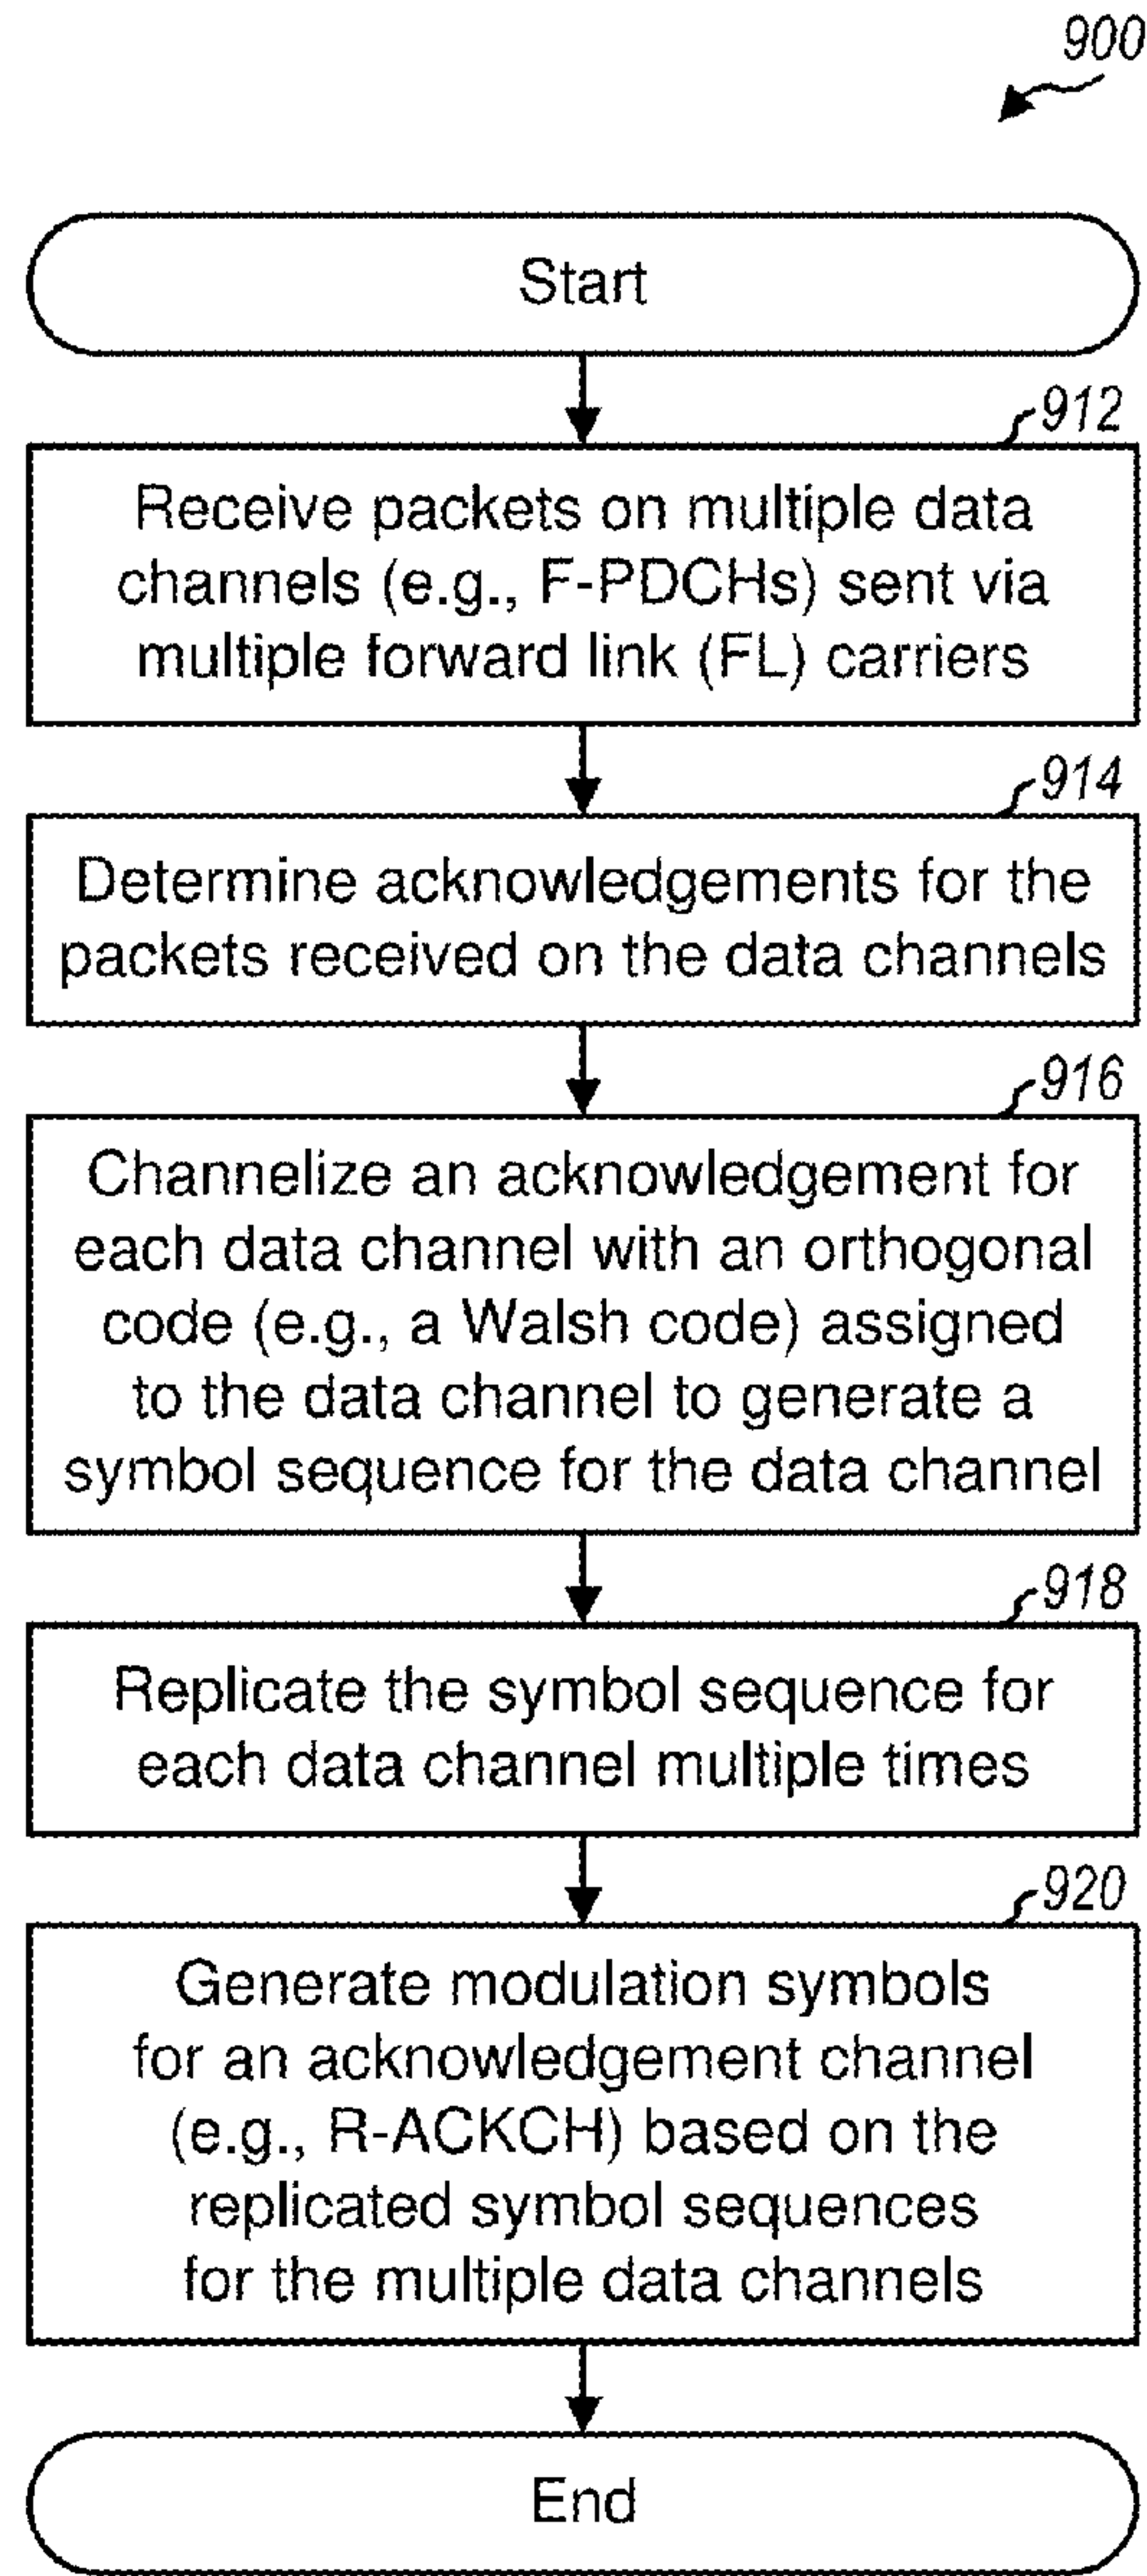 900
Start
912
Receive packets on multiple data
channels (e.g., F-PDCHs) sent via
multiple forward link (FL) carriers
914
Determine acknowledgements for the
packets received on the data channels
916
Channelize an acknowledgement for
each data channel with an orthogonal
code (e.g., a Walsh code) assigned
to the data channel to generate a
symbol sequence for the data channel
918
Replicate the symbol sequence for
each data channel multiple times
920
Generate modulation symbols
for an acknowledgement channel
(e.g., R-ACKCH) based on the
replicated symbol sequences
for the multiple data channels
End